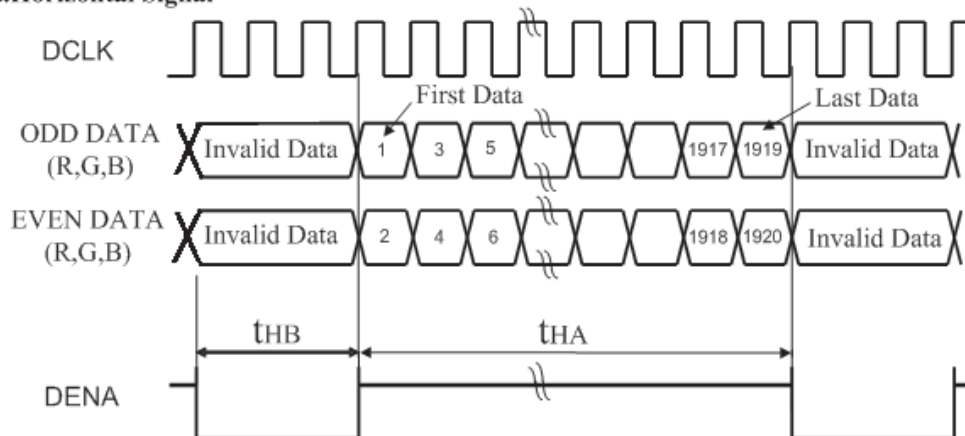 DCLK
First Data
Last Data
ODD DATA
(R,G,B)
Invalid Data 1 3 5 1917 1919 Invalid Data
EVEN DATA
(R,G,B)
Invalid Data 2 4 6 1918 1920 Invalid Data
tHB tHA
DENA